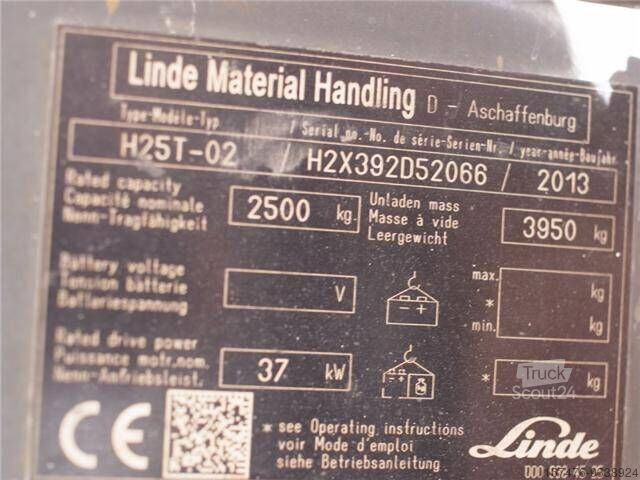 Linde Material Handling D - Aschaffenburg
Type-Modèle-Typ / Serial no.-No. de série-Serien-Nr. / year-année-Baujahr
H25T-02 / H2X392D52066 / 2013
Rated capacity
Capacité nominale
Nenn-Tragfähigkeit
2500 kg
Unladen mass
Masse à vide
Leergewicht
3950 kg
Battery voltage
Tension batterie
Batteriespannung
V
- +
max. kg
*
min. kg
Rated drive power
Puissance motr.nom.
Nenn-Antriebsleist.
37 kW
- +
* kg
CE
* see Operating instructions
voir Mode d'emploi
siehe Betriebsanleitung
Linde
Truck
Scout24